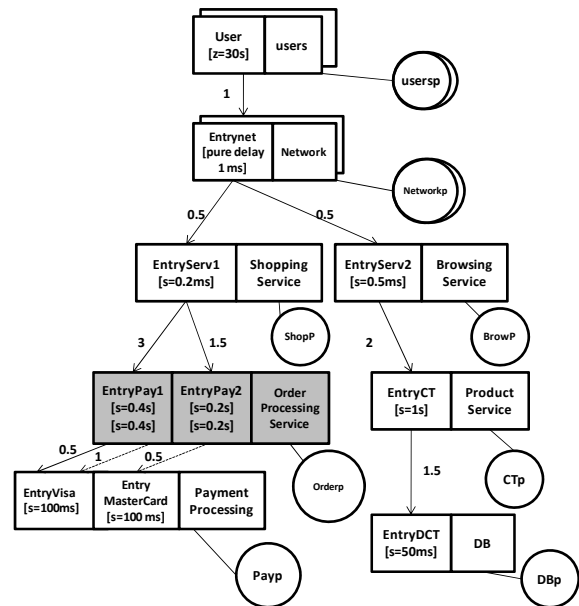 User
[z=30s]
users
usersp
1
Entrynet
[pure delay
1 ms]
Network
Networkp
0.5
0.5
EntryServ1
[s=0.2ms]
Shopping
Service
EntryServ2
[s=0.5ms]
Browsing
Service
ShopP
BrowP
3
1.5
2
EntryPay1
[s=0.4s]
[s=0.4s]
EntryPay2
[s=0.2s]
[s=0.2s]
Order
Processing
Service
EntryCT
[s=1s]
Product
Service
Orderp
CTp
0.5
1
0.5
1.5
EntryVisa
[s=100ms]
Entry
MasterCard
[s=100 ms]
Payment
Processing
EntryDCT
[s=50ms]
DB
Payp
DBp